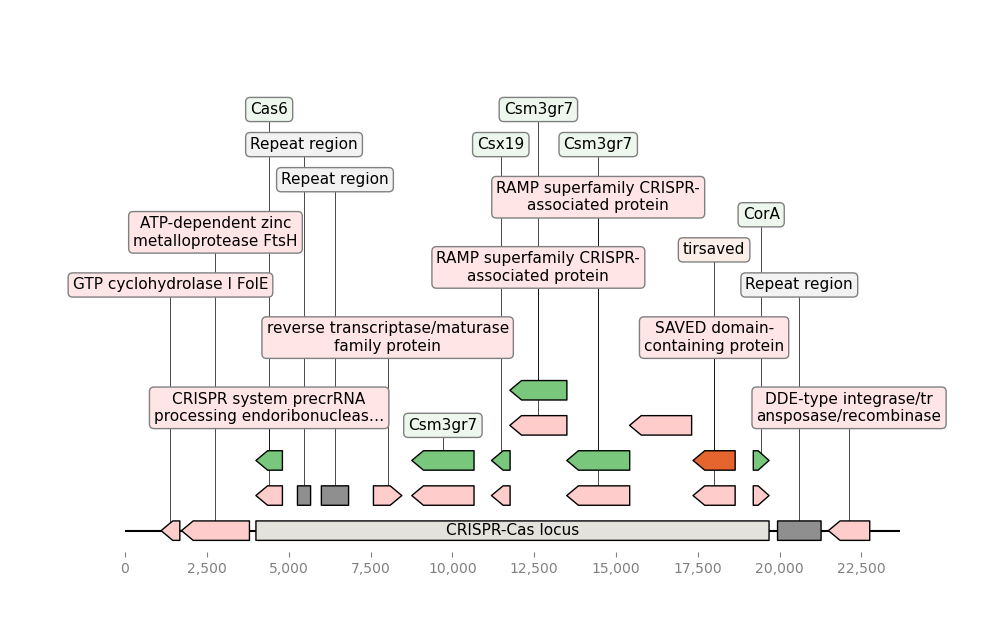 Cas6
Csm3gr7
Repeat region
Csx19
Csm3gr7
Repeat region
RAMP superfamily CRISPR-
associated protein
ATP-dependent zinc
metalloprotease FtsH
CorA
tirsaved
RAMP superfamily CRISPR-
associated protein
GTP cyclohydrolase I FolE
Repeat region
reverse transcriptase/maturase
family protein
SAVED domain-
containing protein
CRISPR system precrRNA
processing endoribonucleas...
Csm3gr7
DDE-type integrase/tr
ansposase/recombinase
CRISPR-Cas locus
0 2,500 5,000 7,500 10,000 12,500 15,000 17,500 20,000 22,500